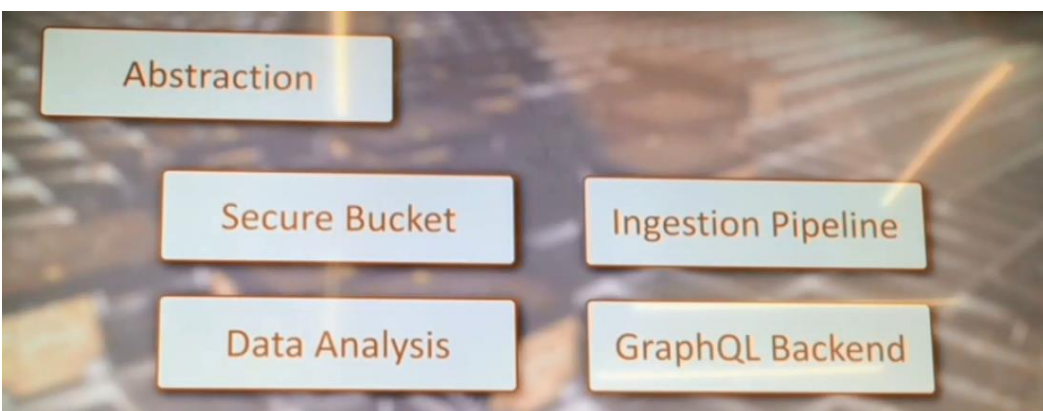 Abstraction
Secure Bucket
Ingestion Pipeline
Data Analysis
GraphQL Backend